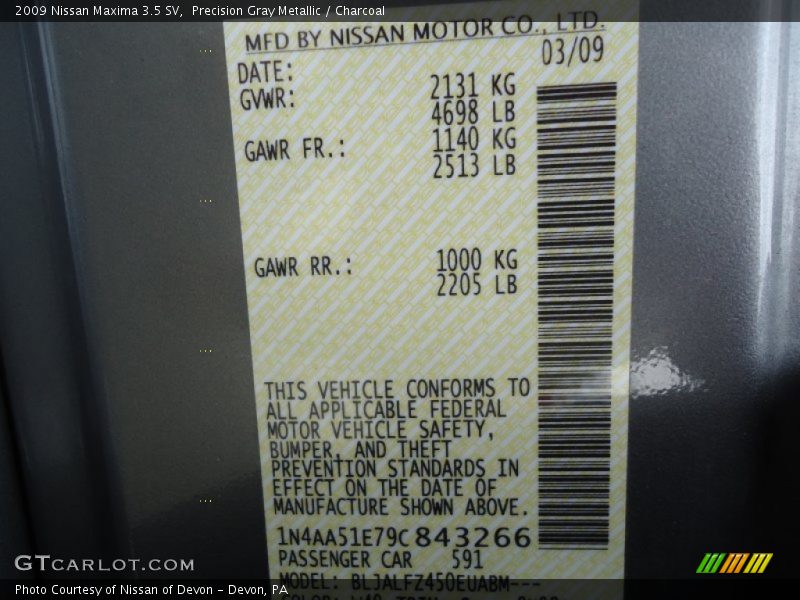 2009 Nissan Maxima 3.5 SV, Precision Gray Metallic / Charcoal
MFD BY NISSAN MOTOR CO., LTD.
DATE: 03/09
GVWR: 2131 KG
4698 LB
GAWR FR.: 1140 KG
2513 LB
GAWR RR.: 1000 KG
2205 LB
THIS VEHICLE CONFORMS TO
ALL APPLICABLE FEDERAL
MOTOR VEHICLE SAFETY,
BUMPER, AND THEFT
PREVENTION STANDARDS IN
EFFECT ON THE DATE OF
MANUFACTURE SHOWN ABOVE.
1N4AA51E79C843266
PASSENGER CAR 591
MODEL: BLJALFZ450EUABM---
GTCARLOT.COM
Photo Courtesy of Nissan of Devon - Devon, PA